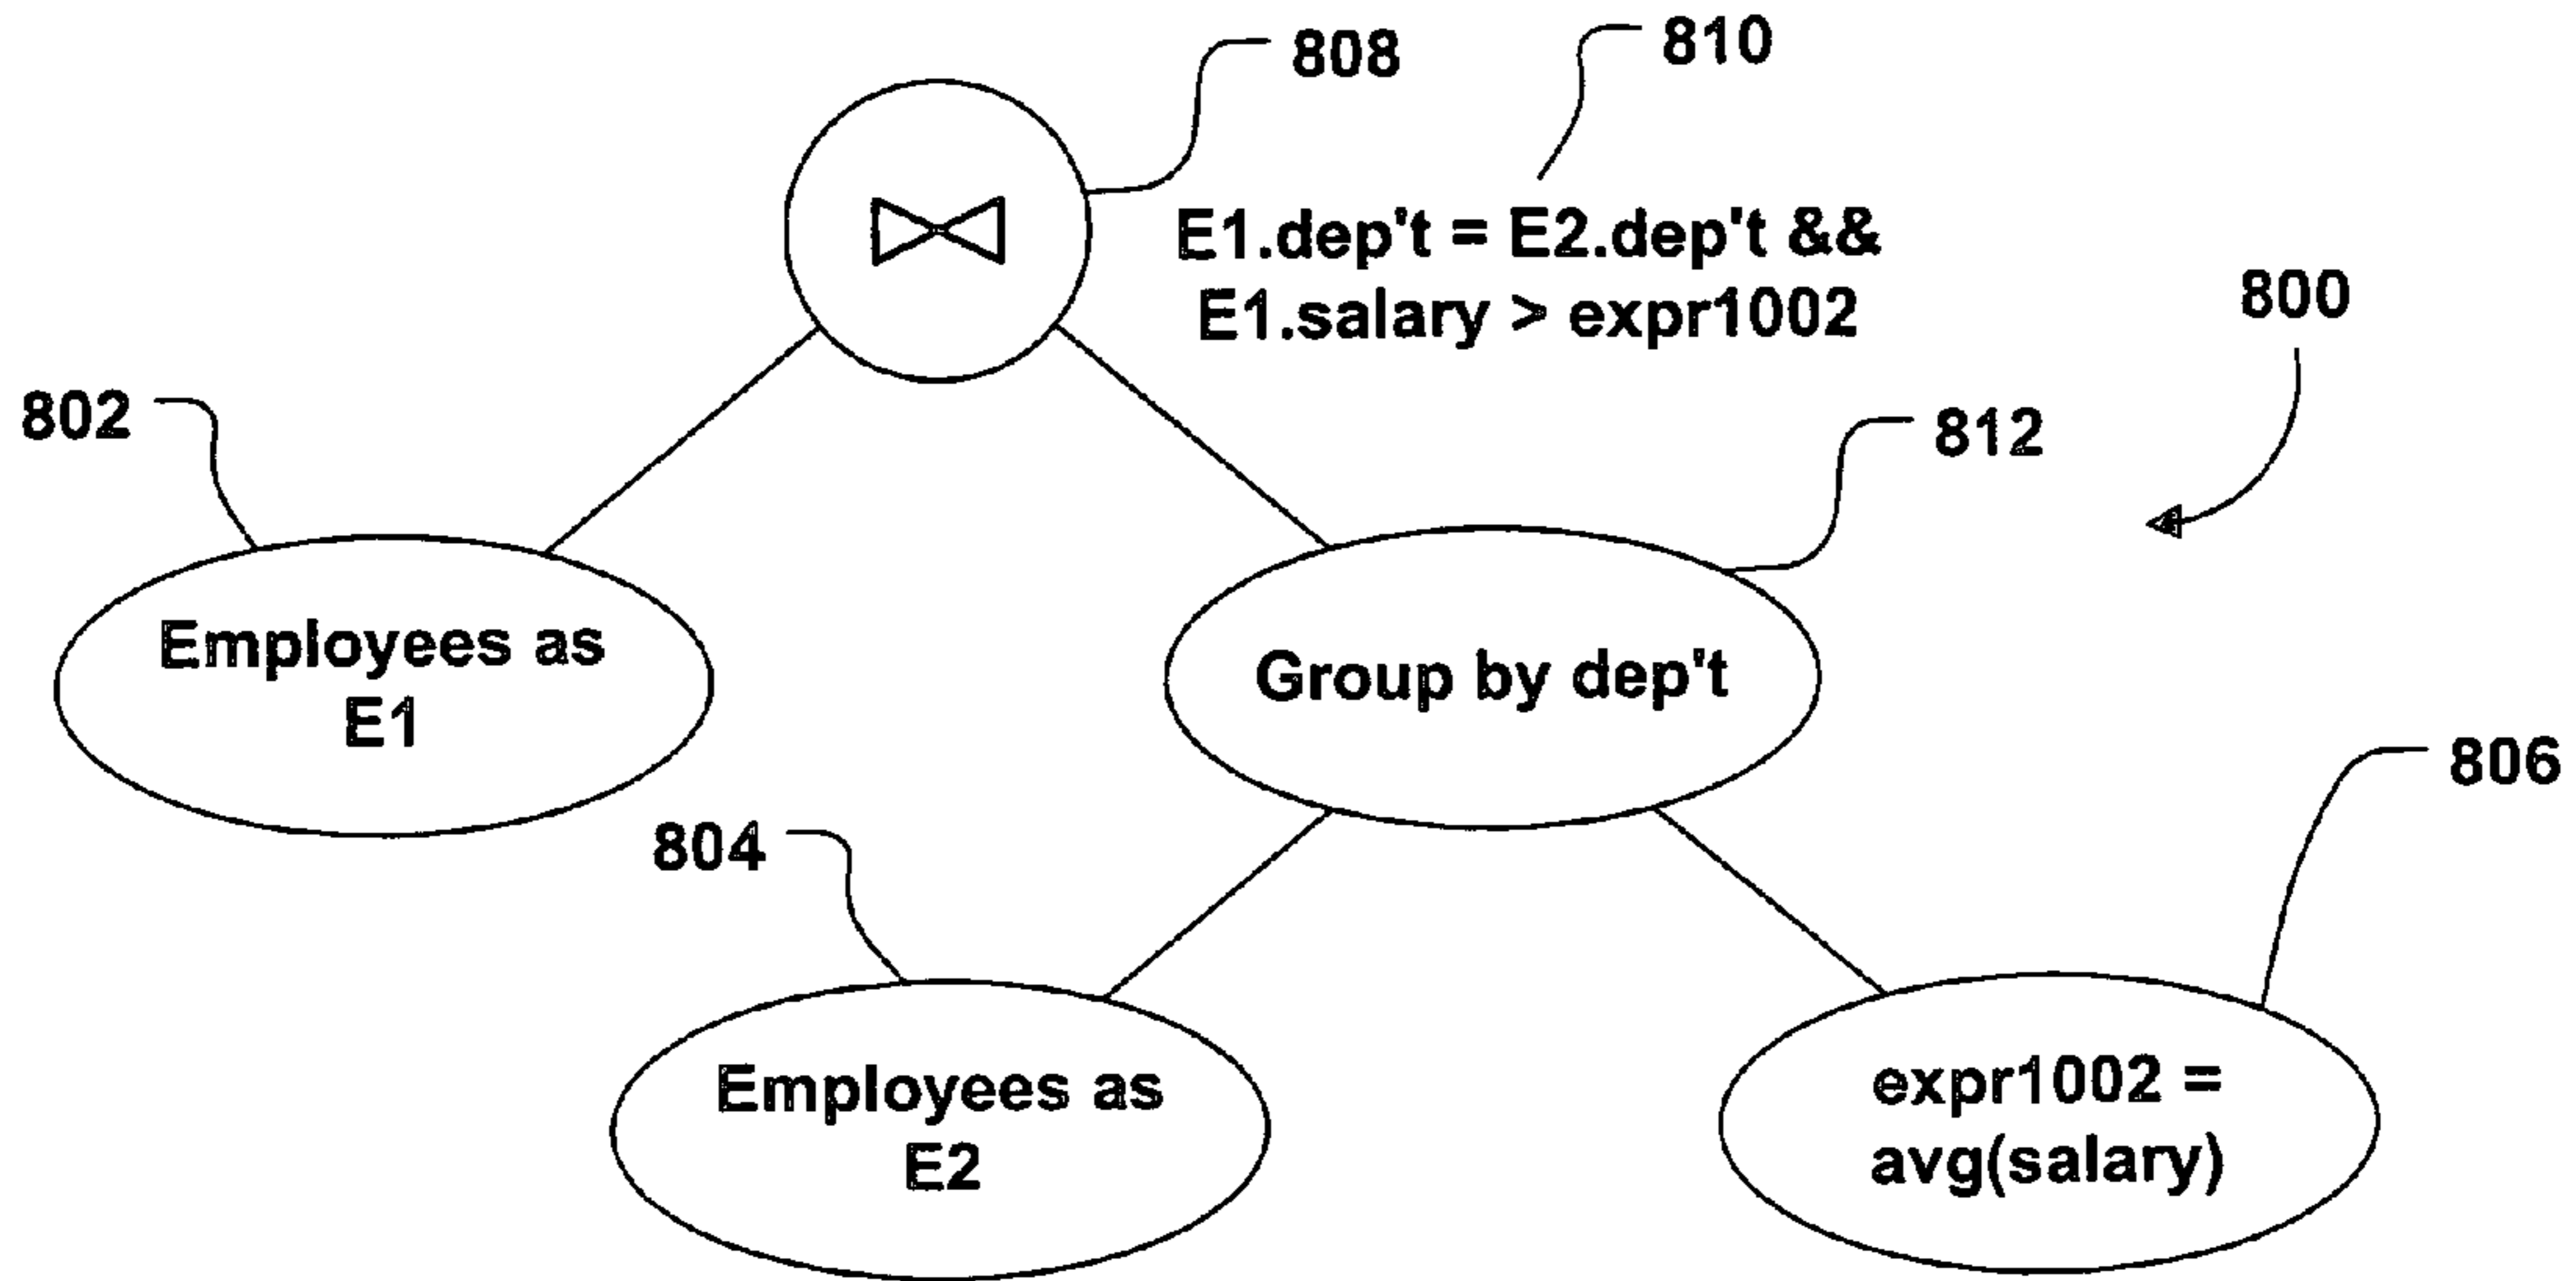 808
810
E1.dep't = E2.dep't &&
E1.salary > expr1002
800
802
812
Employees as
E1
Group by dep't
806
804
Employees as
E2
expr1002 =
avg(salary)